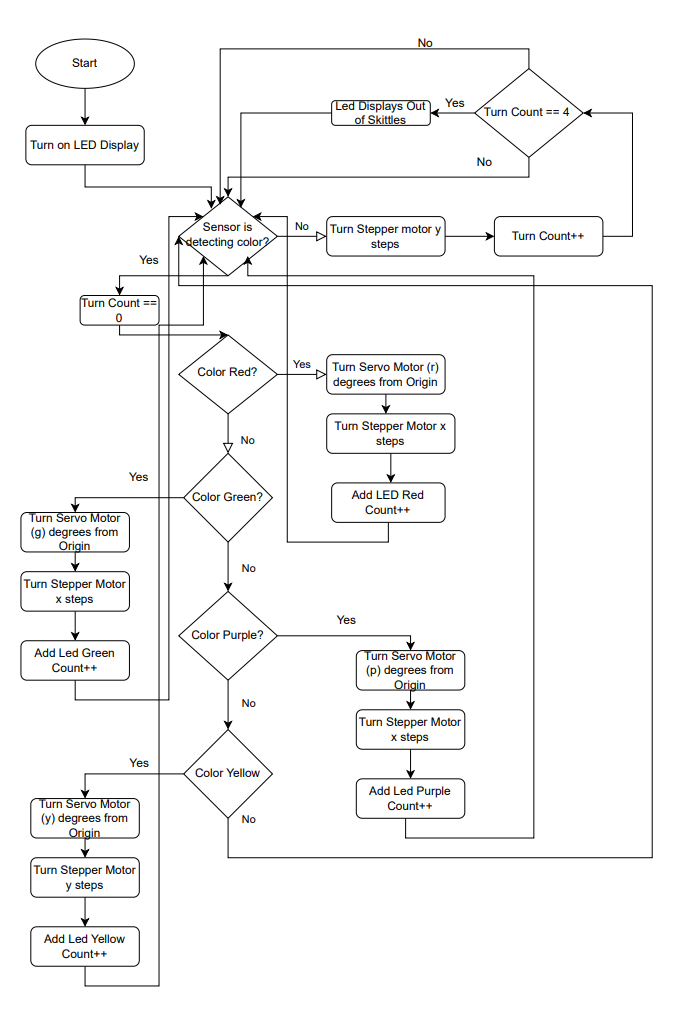 No
Start
Led Displays Out
of Skittles
Yes
Turn Count == 4
Turn on LED Display
No
Sensor is
detecting color?
No
Turn Stepper motor y
steps
Turn Count++
Yes
Turn Count ==
0
Color Red?
Yes
Turn Servo Motor (r)
degrees from Origin
Turn Stepper Motor x
steps
No
Add LED Red
Count++
Yes
Color Green?
Turn Servo Motor
(g) degrees from
Origin
Turn Stepper Motor
x steps
Add Led Green
Count++
No
Color Purple?
Yes
Turn Servo Motor
(p) degrees from
Origin
Turn Stepper Motor
x steps
Add Led Purple
Count++
No
Yes
Color Yellow
Turn Servo Motor
(y) degrees from
Origin
Turn Stepper Motor
y steps
Add Led Yellow
Count++
No